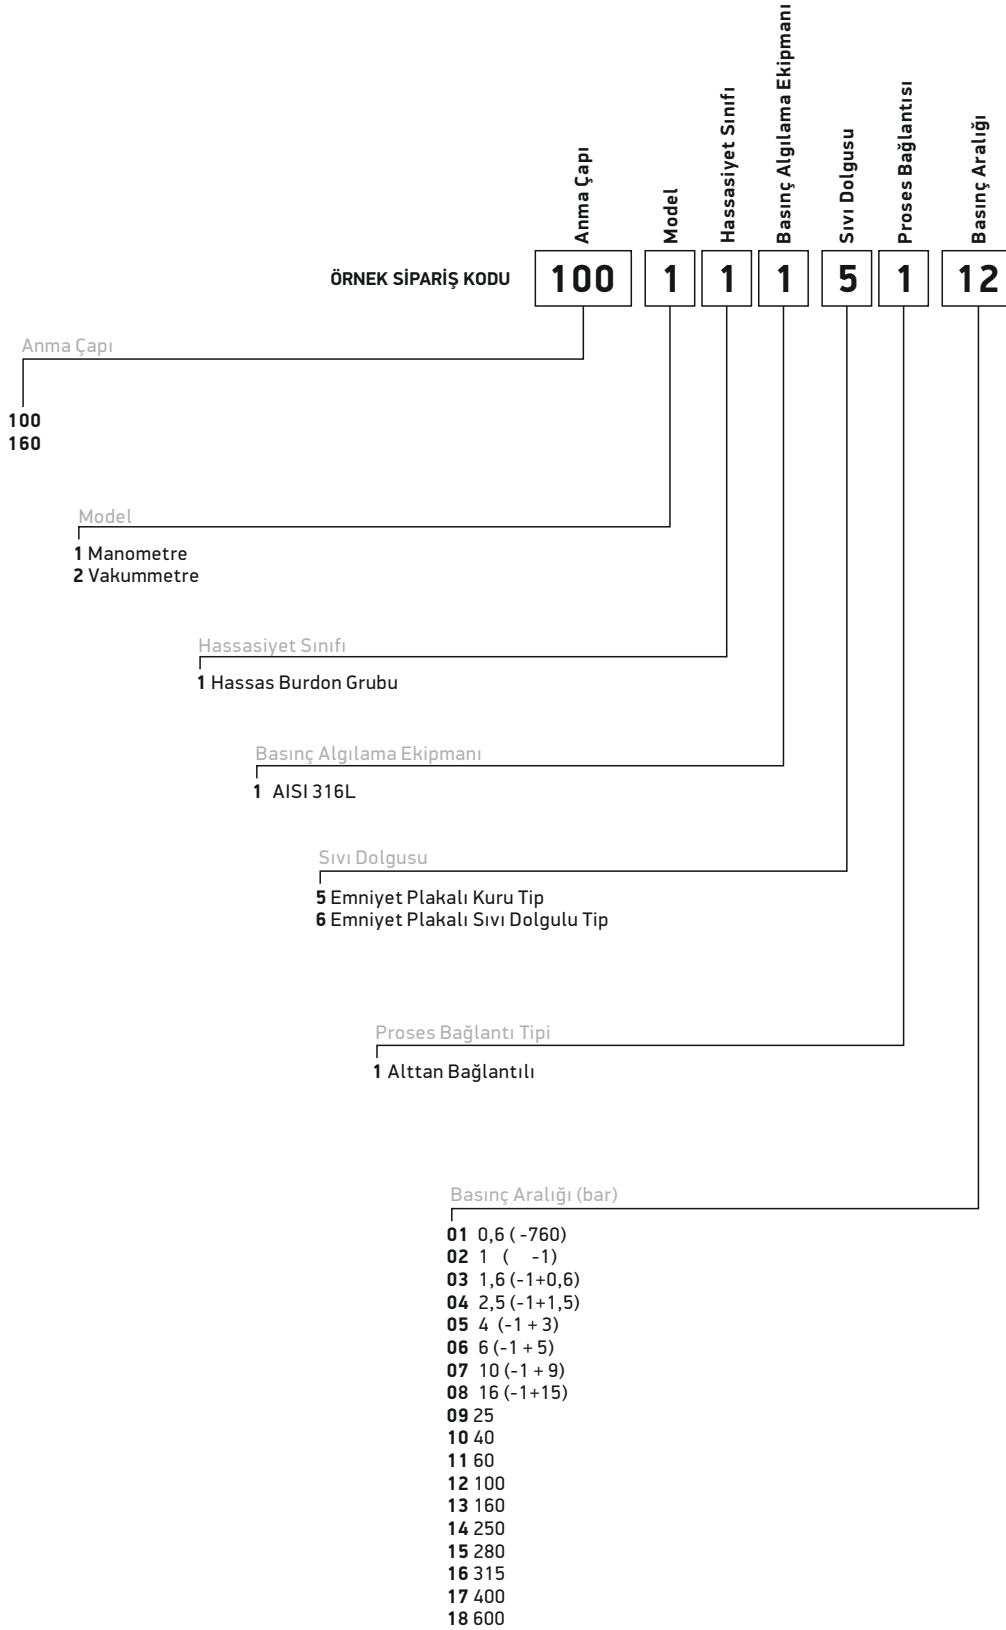 Anma Çapı
Model
Hassasiyet Sınıfı
Basınç Algılama Ekipmanı
Sıvı Dolgusu
Proses Bağlantısı
Basınç Aralığı
ÖRNEK SİPARİŞ KODU 100 1 1 1 5 1 12
Anma Çapı
100
160
Model
1 Manometre
2 Vakummetre
Hassasiyet Sınıfı
1 Hassas Burdon Grubu
Basınç Algılama Ekipmanı
1 AISI 316L
Sıvı Dolgusu
5 Emniyet Plakalı Kuru Tip
6 Emniyet Plakalı Sıvı Dolgulu Tip
Proses Bağlantı Tipi
1 Alttan Bağlantılı
Basınç Aralığı (bar)
01 0,6 ( -760)
02 1 ( -1)
03 1,6 (-1+0,6)
04 2,5 (-1+1,5)
05 4 (-1 + 3)
06 6 (-1 + 5)
07 10 (-1 + 9)
08 16 (-1+15)
09 25
10 40
11 60
12 100
13 160
14 250
15 280
16 315
17 400
18 600